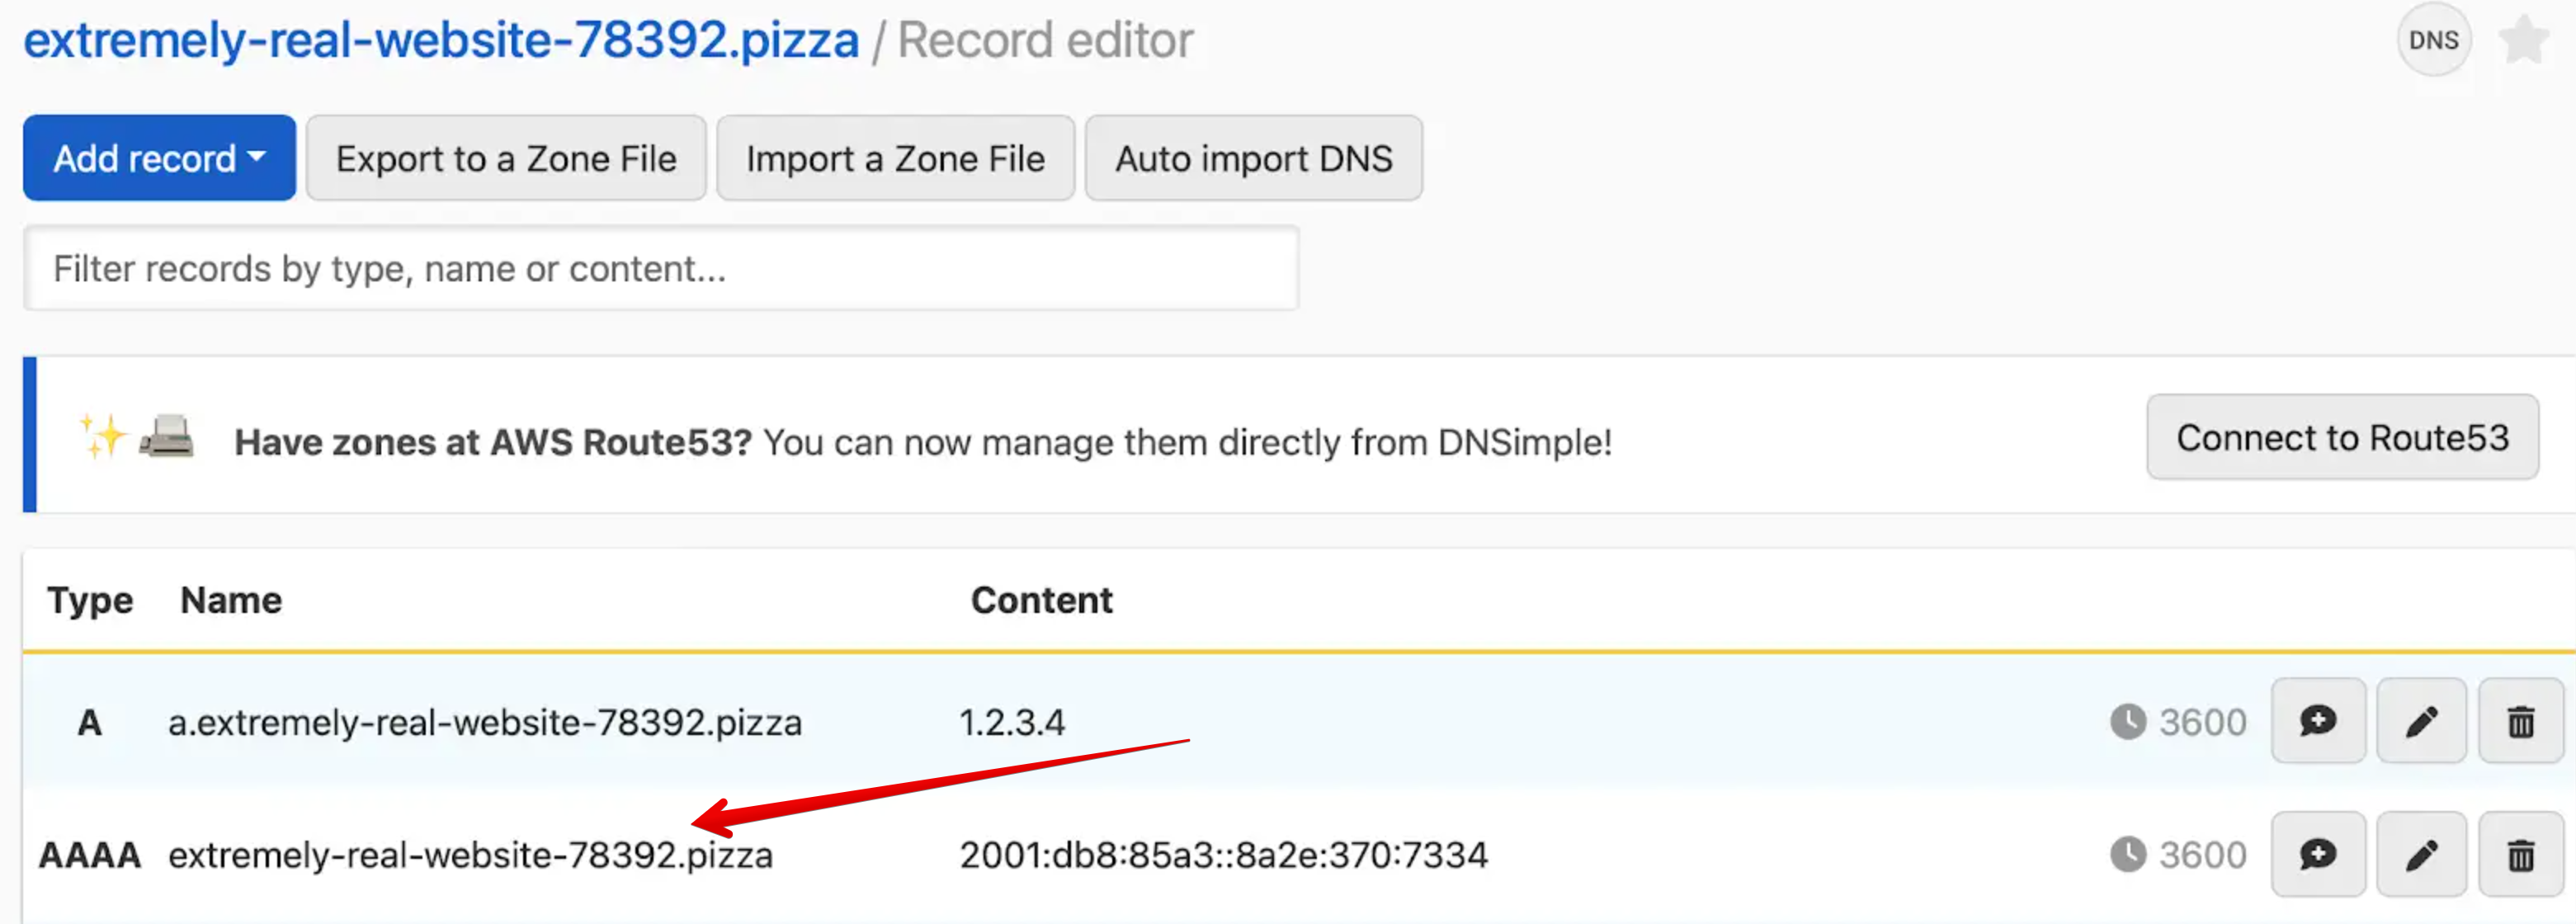 extremely-real-website-78392.pizza / Record editor
DNS
Add record
Export to a Zone File
Import a Zone File
Auto import DNS
Filter records by type, name or content...
Have zones at AWS Route53? You can now manage them directly from DNSimple!
Connect to Route53
Type Name Content
A a.extremely-real-website-78392.pizza 1.2.3.4 3600
AAAA extremely-real-website-78392.pizza 2001:db8:85a3::8a2e:370:7334 3600